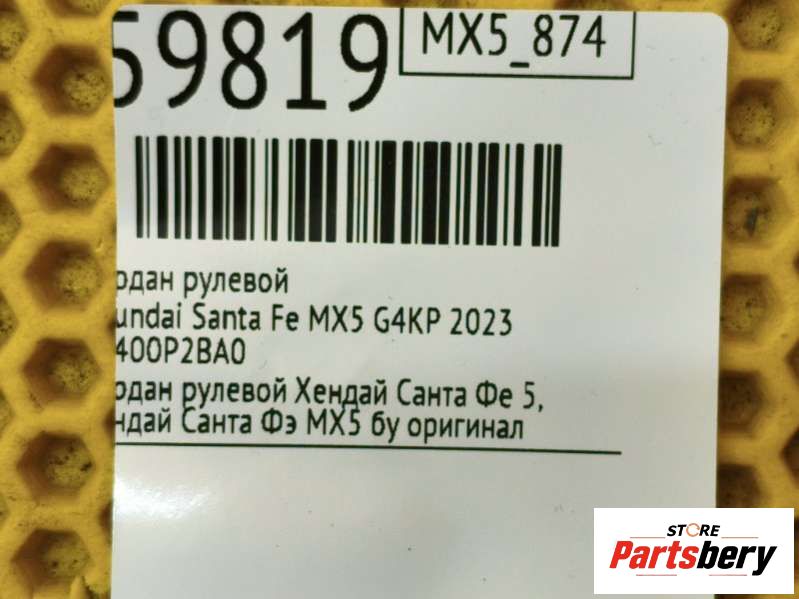 59819
MX5_874
рдан рулевой
undai Santa Fe MX5 G4KP 2023
400P2BA0
рдан рулевой Хендай Санта Фе 5,
ндай Санта Фэ MX5 бу оригинал
STORE
Partsbery